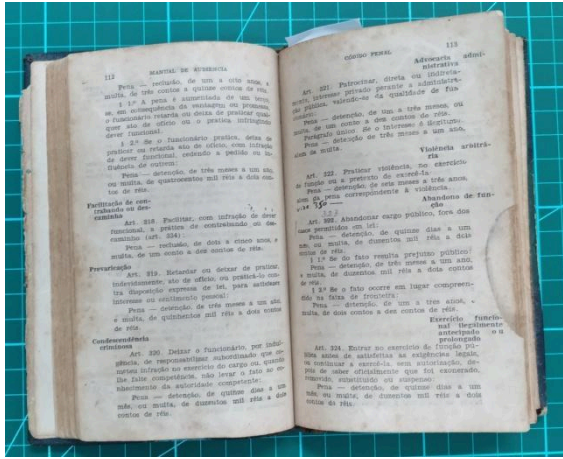 112 MANUAL DE AUDIENCIA
Pena — reclusão, de um a oito anos, e
multa, de três contos a quinze contos de réis.
§ 1.º A pena é aumentada de um terço,
se, em consequência da vantagem ou promessa,
o funcionário retarda ou deixa de praticar qual-
quer ato de ofício ou o pratica infringindo
dever funcional.
§ 2.º Se o funcionário pratica, deixa de
praticar ou retarda ato de ofício, com infração
de dever funcional, cedendo a pedido ou in-
fluência de outrem:
Pena — detenção, de três meses a um ano,
ou multa, de quatrocentos mil réis a dois con-
tos de réis.
Facilitação de con-
trabando ou des-
caminho
Art. 318. Facilitar, com infração de dever
funcional, a prática de contrabando ou des-
caminho (art. 334):
Pena — reclusão, de dois a cinco anos, e
multa, de um conto a dez contos de réis.
Prevaricação
Art. 319. Retardar ou deixar de praticar,
indevidamente, ato de ofício, ou praticá-lo con-
tra disposição expressa de lei, para satisfazer
interesse ou sentimento pessoal:
Pena — detenção, de três meses a um ano,
e multa, de quinhentos mil réis a dois contos
de réis.
Condescendência
criminosa
Art. 320. Deixar o funcionário, por indul-
gência, de responsabilizar subordinado que co-
meteu infração no exercício do cargo ou, quando
lhe falte competência, não levar o fato ao co-
nhecimento da autoridade competente:
Pena — detenção, de quinze dias a um
mês, ou multa, de duzentos mil réis a dois
contos de réis.
CÓDIGO PENAL 113
Advocacia admi-
nistrativa
Art. 321. Patrocinar, direta ou indireta-
mente, interesse privado perante a administra-
ção pública, valendo-se da qualidade de fun-
cionário:
Pena — detenção, de um a três meses, ou
multa, de um conto a dez contos de réis.
Parágrafo único. Se o interesse é ilegítimo:
Pena — detenção, de três meses a um ano,
além da multa.
Violência arbitrá-
ria
Art. 322. Praticar violência, no exercício
de função ou a pretexto de exercê-la:
Pena — detenção, de seis meses a três anos,
além da pena correspondente à violência.
Abandono de fun-
ção
Abandonar cargo público, fora dos
casos permitidos em lei:
Pena — detenção, de quinze dias a um
mês, ou multa, de duzentos mil réis a dois
contos de réis.
§ 1.º Se do fato resulta prejuízo público:
Pena — detenção, de três meses a um ano,
e multa, de duzentos mil réis a dois contos
de réis.
§ 2.º Se o fato ocorre em lugar compreen-
dido na faixa de fronteira:
Pena — detenção, de um a três anos,
e multa, de dois contos a dez contos de réis.
Exercício funcio-
nal ilegalmente
antecipado ou
prolongado
Art. 324. Entrar no exercício de função pú-
blica antes de satisfeitas as exigências legais,
ou continuar a exercê-la, sem autorização, de-
pois de saber oficialmente que foi exonerado,
removido, substituído ou suspenso:
Pena — detenção, de quinze dias a um
mês, ou multa, de duzentos mil réis a dois
contos de réis.